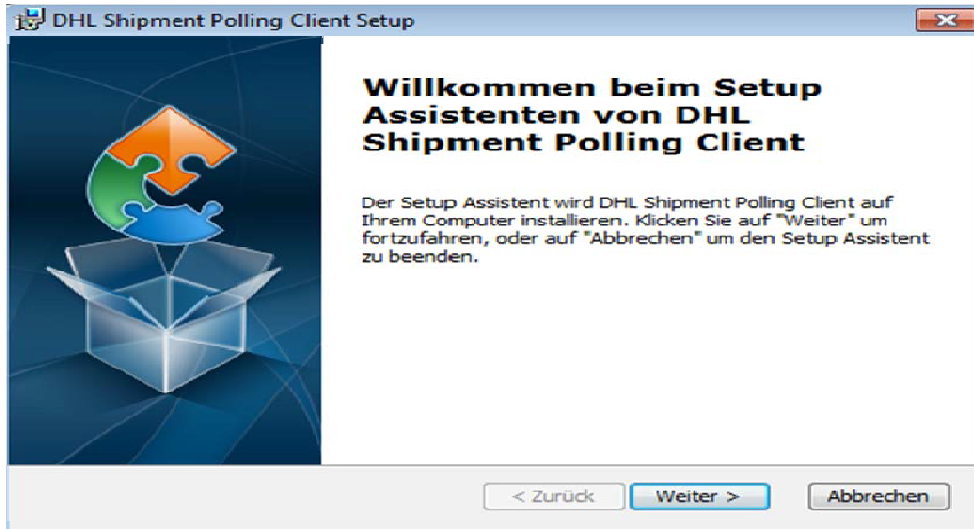 DHL Shipment Polling Client Setup
Willkommen beim Setup
Assistenten von DHL
Shipment Polling Client
Der Setup Assistent wird DHL Shipment Polling Client auf
Ihrem Computer installieren. Klicken Sie auf "Weiter" um
fortzufahren, oder auf "Abbrechen" um den Setup Assistent
zu beenden.
< Zurück
Weiter >
Abbrechen